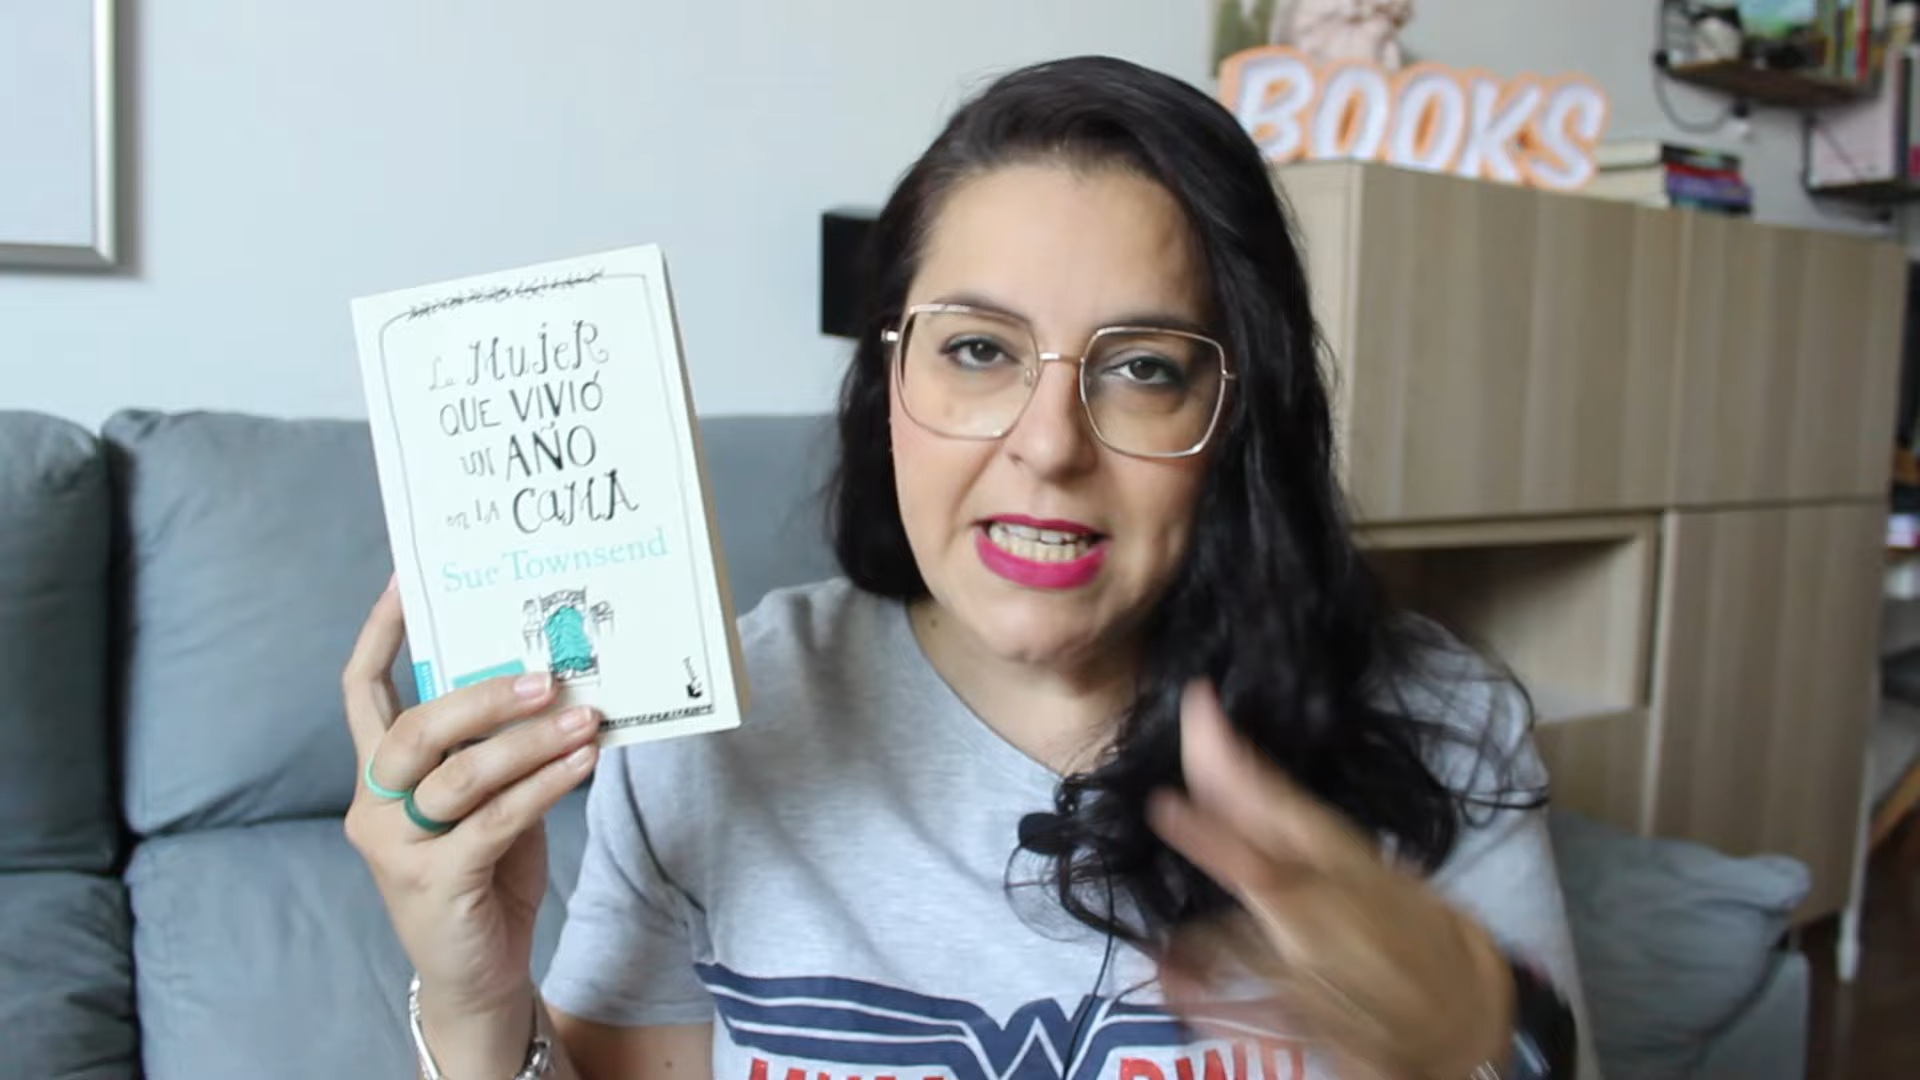 BOOKS
La MUJER
QUE VIVIÓ
UN AÑO
en LA CAMA
Sue Townsend